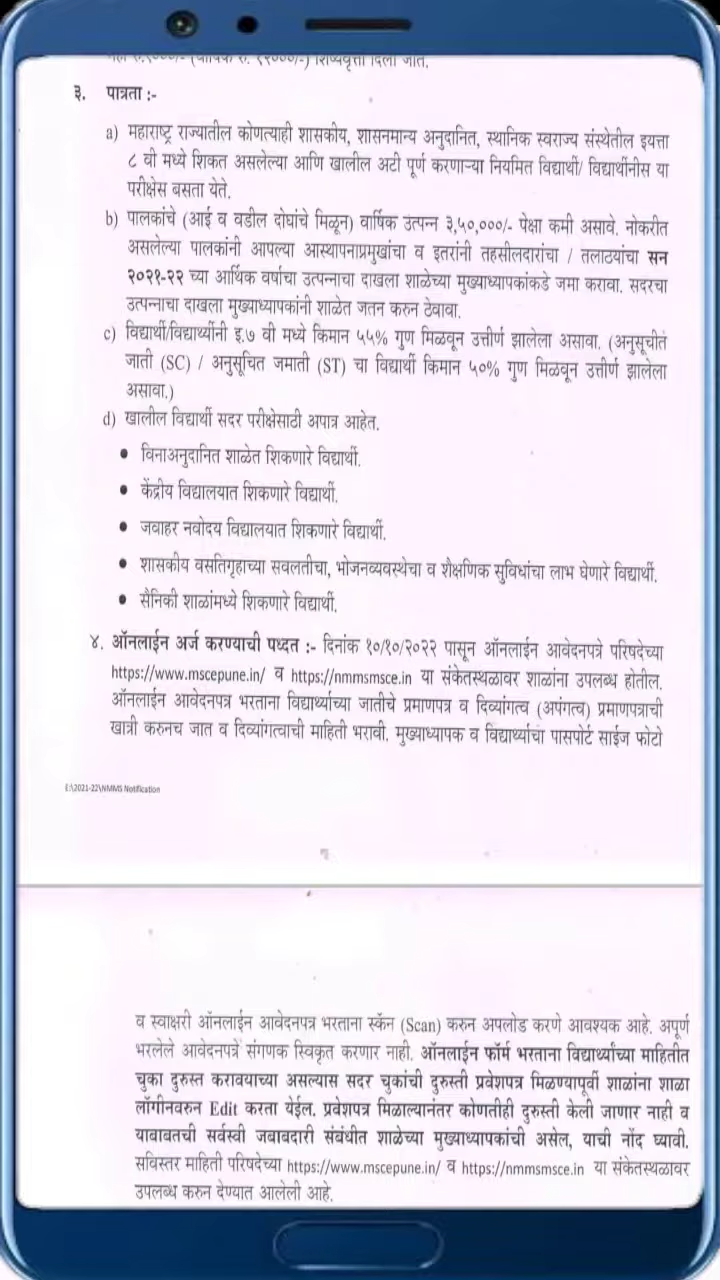 रु.१०००/- (वार्षिक रु. १२०००/-) शिष्यवृत्ती दिली जाते.
३. पात्रता :-
a) महाराष्ट्र राज्यातील कोणत्याही शासकीय, शासनमान्य अनुदानित, स्थानिक स्वराज्य संस्थेतील इयत्ता
८ वी मध्ये शिकत असलेल्या आणि खालील अटी पूर्ण करणाऱ्या नियमित विद्यार्थी/ विद्यार्थीनीस या
परीक्षेस बसता येते.
b) पालकांचे (आई व वडील दोघांचे मिळून) वार्षिक उत्पन्न ३,५०,०००/- पेक्षा कमी असावे. नोकरीत
असलेल्या पालकांनी आपल्या आस्थापनाप्रमुखांचा व इतरांनी तहसीलदारांचा / तलाठयांचा सन
२०२१-२२ च्या आर्थिक वर्षाचा उत्पन्नाचा दाखला शाळेच्या मुख्याध्यापकांकडे जमा करावा. सदरचा
उत्पन्नाचा दाखला मुख्याध्यापकांनी शाळेत जतन करुन ठेवावा.
c) विद्यार्थी/विद्यार्थ्यीनी इ.७ वी मध्ये किमान ५५% गुण मिळवून उत्तीर्ण झालेला असावा. (अनुसूचीत
जाती (SC) / अनुसूचित जमाती (ST) चा विद्यार्थी किमान ५०% गुण मिळवून उत्तीर्ण झालेला
असावा.)
d) खालील विद्यार्थी सदर परीक्षेसाठी अपात्र आहेत.
• विनाअनुदानित शाळेत शिकणारे विद्यार्थी.
• केंद्रीय विद्यालयात शिकणारे विद्यार्थी.
• जवाहर नवोदय विद्यालयात शिकणारे विद्यार्थी.
• शासकीय वसतिगृहाच्या सवलतीचा, भोजनव्यवस्थेचा व शैक्षणिक सुविधांचा लाभ घेणारे विद्यार्थी.
• सैनिकी शाळांमध्ये शिकणारे विद्यार्थी.
४. ऑनलाईन अर्ज करण्याची पध्दत :- दिनांक १०/१०/२०२२ पासून ऑनलाईन आवेदनपत्रे परिषदेच्या
https://www.mscepune.in/ व https://nmmsmsce.in या संकेतस्थळावर शाळांना उपलब्ध होतील.
ऑनलाईन आवेदनपत्र भरताना विद्यार्थ्याच्या जातीचे प्रमाणपत्र व दिव्यांगत्व (अपंगत्व) प्रमाणपत्राची
खात्री करुनच जात व दिव्यांगत्वाची माहिती भरावी. मुख्याध्यापक व विद्यार्थ्याचा पासपोर्ट साईज फोटो
E:\2021-22\NMMS Notification
व स्वाक्षरी ऑनलाईन आवेदनपत्र भरताना स्कॅन (Scan) करुन अपलोड करणे आवश्यक आहे. अपूर्ण
भरलेले आवेदनपत्रे संगणक स्विकृत करणार नाही. ऑनलाईन फॉर्म भरताना विद्यार्थ्यांच्या माहितीत
चुका दुरुस्त करावयाच्या असल्यास सदर चुकांची दुरुस्ती प्रवेशपत्र मिळण्यापूर्वी शाळांना शाळा
लॉगीनवरुन Edit करता येईल. प्रवेशपत्र मिळाल्यानंतर कोणतीही दुरुस्ती केली जाणार नाही व
याबाबतची सर्वस्वी जबाबदारी संबंधीत शाळेच्या मुख्याध्यापकांची असेल, याची नोंद घ्यावी.
सविस्तर माहिती परिषदेच्या https://www.mscepune.in/ व https://nmmsmsce.in या संकेतस्थळावर
उपलब्ध करुन देण्यात आलेली आहे.